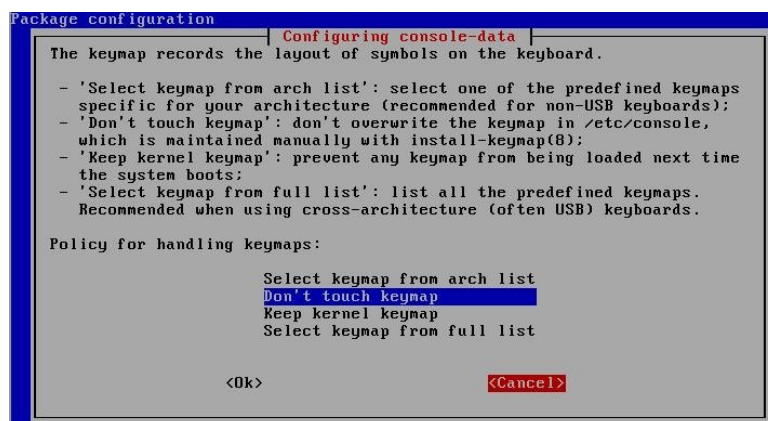 Package configuration
Configuring console-data
The keymap records the layout of symbols on the keyboard.
- 'Select keymap from arch list': select one of the predefined keymaps
specific for your architecture (recommended for non-USB keyboards);
- 'Don't touch keymap': don't overwrite the keymap in /etc/console,
which is maintained manually with install-keymap(8);
- 'Keep kernel keymap': prevent any keymap from being loaded next time
the system boots;
- 'Select keymap from full list': list all the predefined keymaps.
Recommended when using cross-architecture (often USB) keyboards.
Policy for handling keymaps:
Select keymap from arch list
Don't touch keymap
Keep kernel keymap
Select keymap from full list
<Ok> <Cancel>